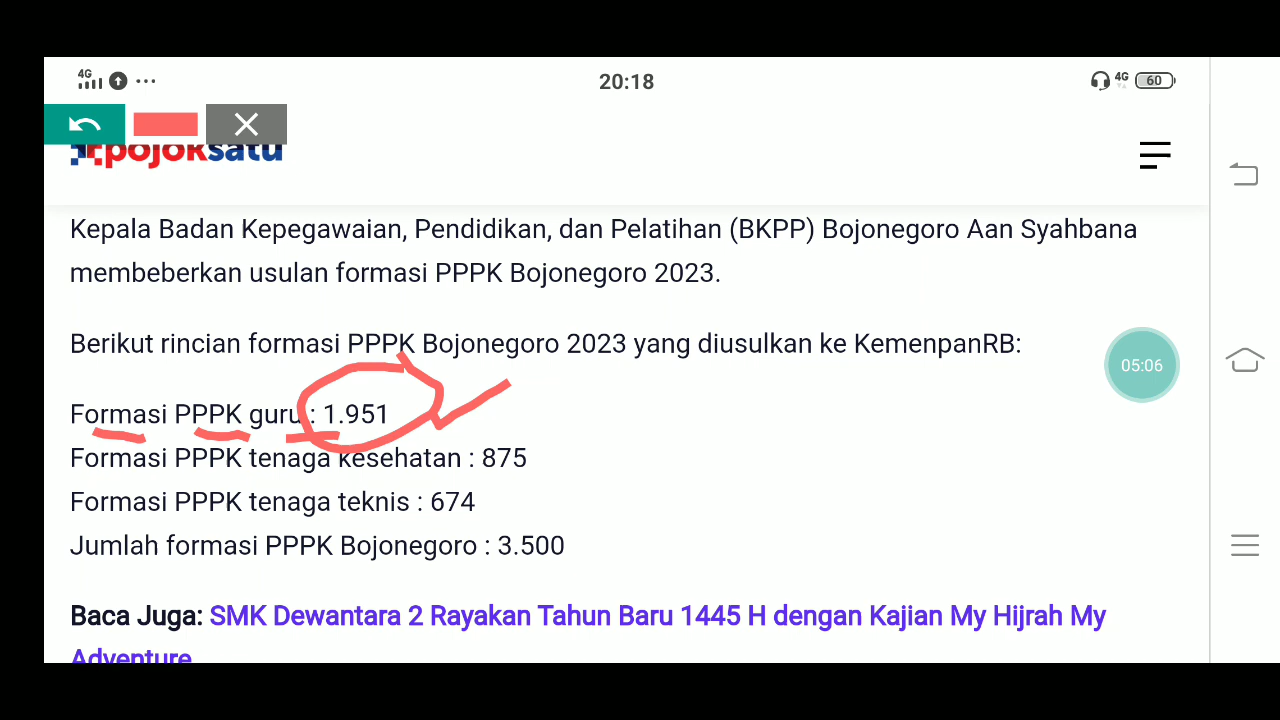 4G 20:18 4G 60
pojoksatu
Kepala Badan Kepegawaian, Pendidikan, dan Pelatihan (BKPP) Bojonegoro Aan Syahbana
membeberkan usulan formasi PPPK Bojonegoro 2023.
Berikut rincian formasi PPPK Bojonegoro 2023 yang diusulkan ke KemenpanRB:
05:06
Formasi PPPK guru : 1.951
Formasi PPPK tenaga kesehatan : 875
Formasi PPPK tenaga teknis : 674
Jumlah formasi PPPK Bojonegoro : 3.500
Baca Juga: SMK Dewantara 2 Rayakan Tahun Baru 1445 H dengan Kajian My Hijrah My
Adventure